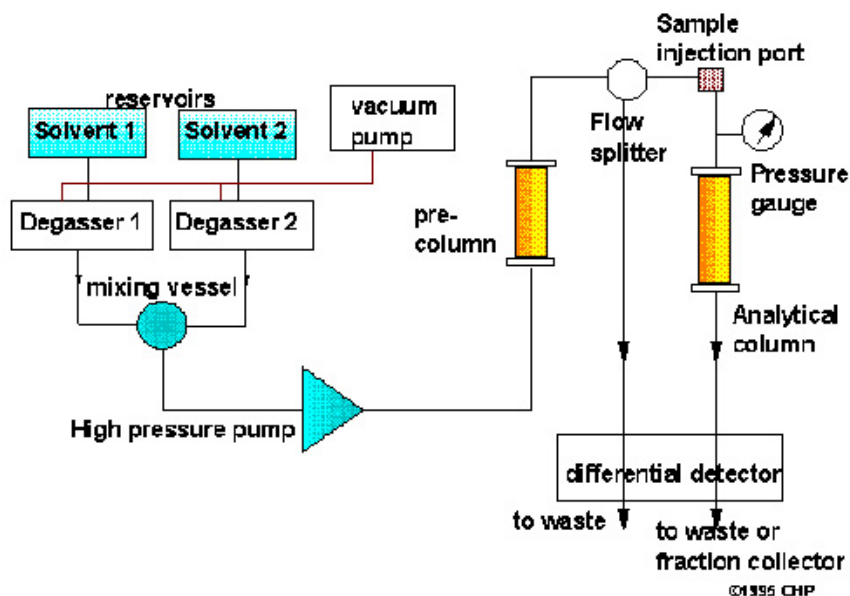 Sample
injection port
reservoirs
vacuum
pump
Solvent 1
Solvent 2
Flow
splitter
Pressure
gauge
pre-
column
Degasser 1
Degasser 2
mixing vessel
Analytical
column
High pressure pump
differential detector
to waste
to waste or
fraction collector
©1995 CHP